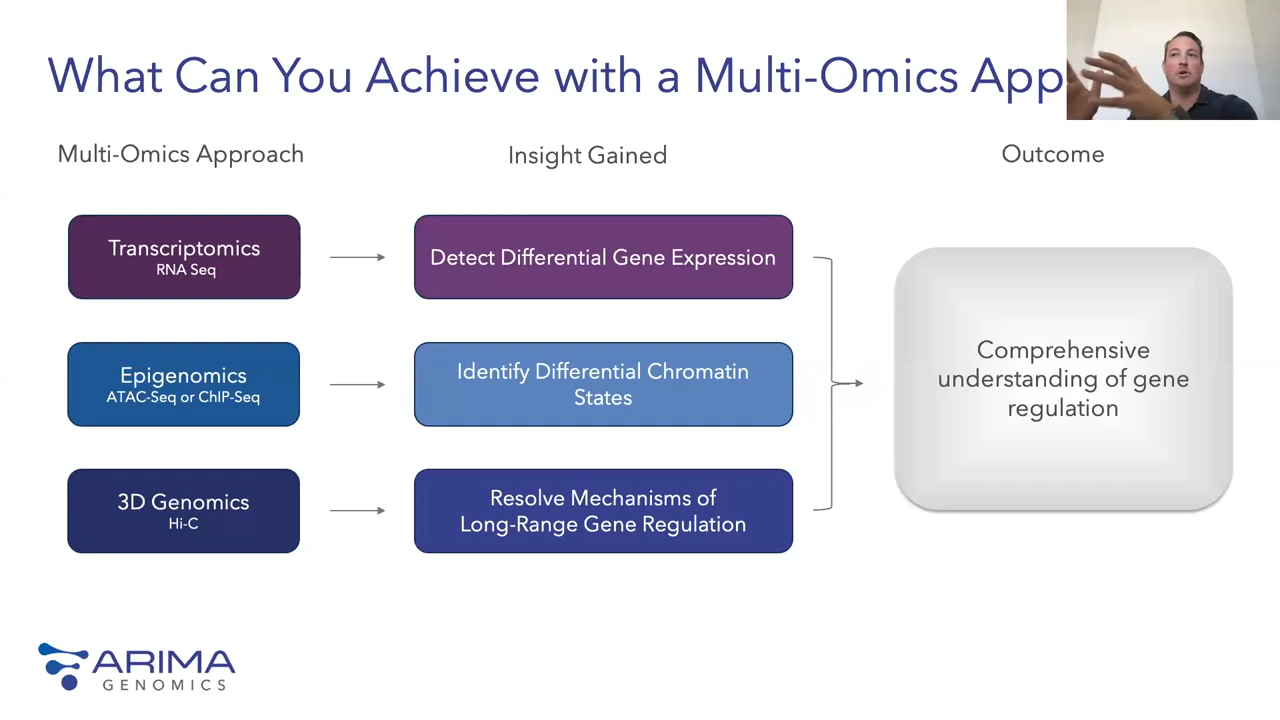 What Can You Achieve with a Multi-Omics App
Multi-Omics Approach
Insight Gained
Outcome
Transcriptomics
RNA Seq
Detect Differential Gene Expression
Epigenomics
ATAC-Seq or ChIP-Seq
Identify Differential Chromatin
States
3D Genomics
Hi-C
Resolve Mechanisms of
Long-Range Gene Regulation
Comprehensive
understanding of gene
regulation
ARIMA
GENOMICS